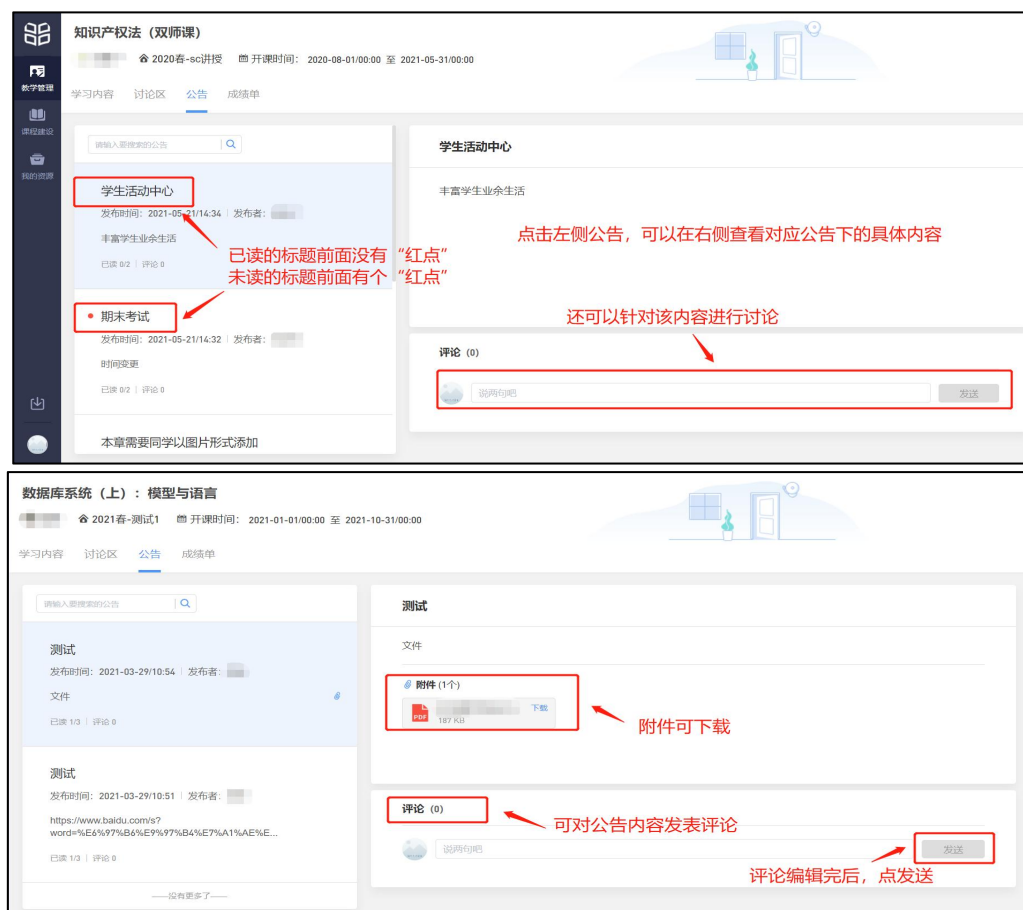 知识产权法（双师课）
2020春-sc讲授 开课时间： 2020-08-01/00:00 至 2021-05-31/00:00
教学管理
课程建设
我的资源
学习内容 讨论区 公告 成绩单
请输入要搜索的公告
学生活动中心
发布时间：2021-05-21/14:34 发布者：
丰富学生业余生活
已读 0/2 评论 0
已读的标题前面没有“红点”
未读的标题前面有个“红点”
期末考试
发布时间：2021-05-21/14:32 发布者：
时间变更
已读 0/2 评论 0
本章需要同学以图片形式添加
学生活动中心
丰富学生业余生活
点击左侧公告，可以在右侧查看对应公告下的具体内容
还可以针对该内容进行讨论
评论 (0)
说两句吧 发送
数据库系统（上）：模型与语言
2021春-测试1 开课时间： 2021-01-01/00:00 至 2021-10-31/00:00
学习内容 讨论区 公告 成绩单
请输入要搜索的公告
测试
发布时间：2021-03-29/10:54 发布者：
文件
已读 1/3 评论 0
测试
发布时间：2021-03-29/10:51 发布者：
https://www.baidu.com/s?
word=%E6%97%B6%E9%97%B4%E7%A1%AE%E...
已读 1/3 评论 0
——没有更多了——
测试
文件
附件 (1个)
PDF 下载
187 KB
附件可下载
评论 (0)
可对公告内容发表评论
说两句吧 发送
评论编辑完后，点发送